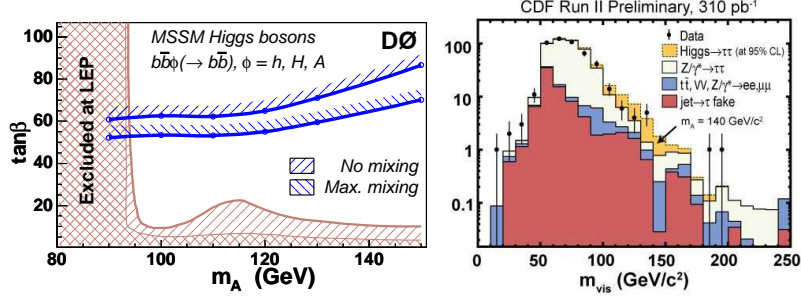 MSSM Higgs bosons
DØ
bb̄ϕ(→ bb̄), ϕ = h, H, A
Excluded at LEP
No mixing
Max. mixing
tanβ
100
80
60
40
20
80
100
120
140
m_A (GeV)
CDF Run II Preliminary, 310 pb⁻¹
Data
Higgs→ττ (at 95% CL)
Z/γ*→ττ
tt̄, VV, Z/γ*→ee,μμ
jet→τ fake
m_A = 140 GeV/c²
100
10
1
0.1
0
50
100
150
200
250
m_vis (GeV/c²)